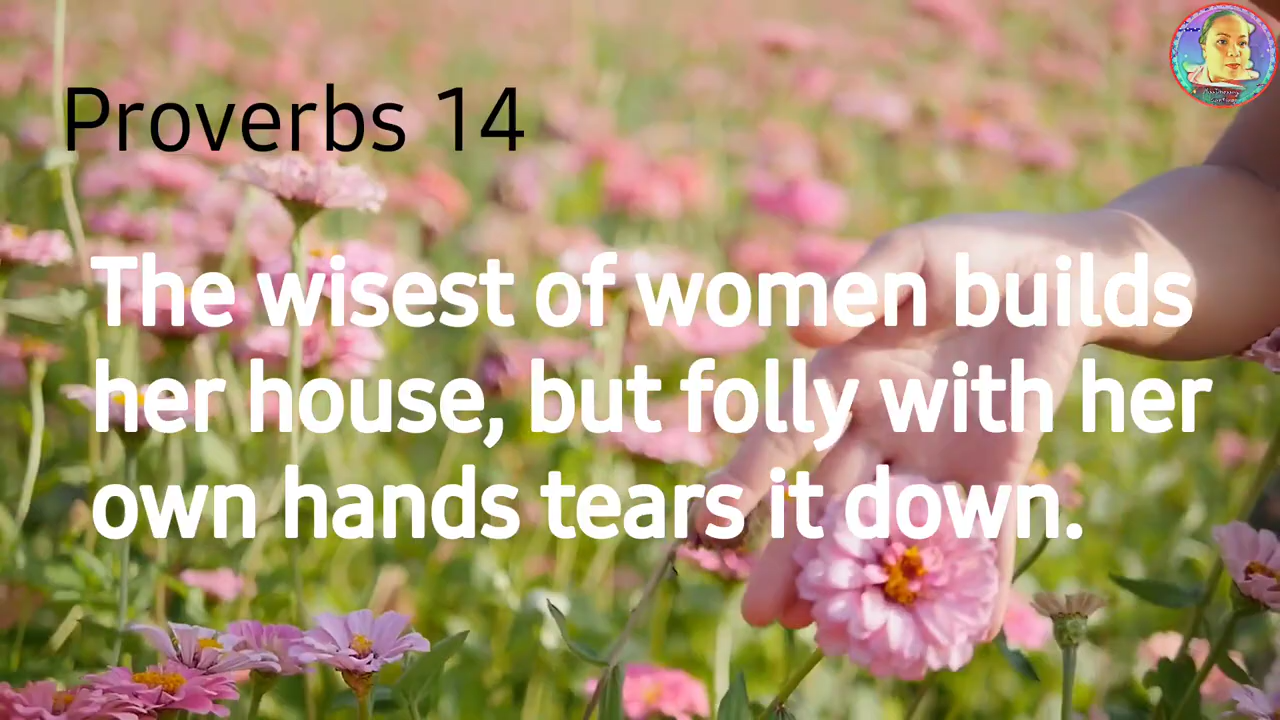 Proverbs 14
The wisest of women builds
her house, but folly with her
own hands tears it down.